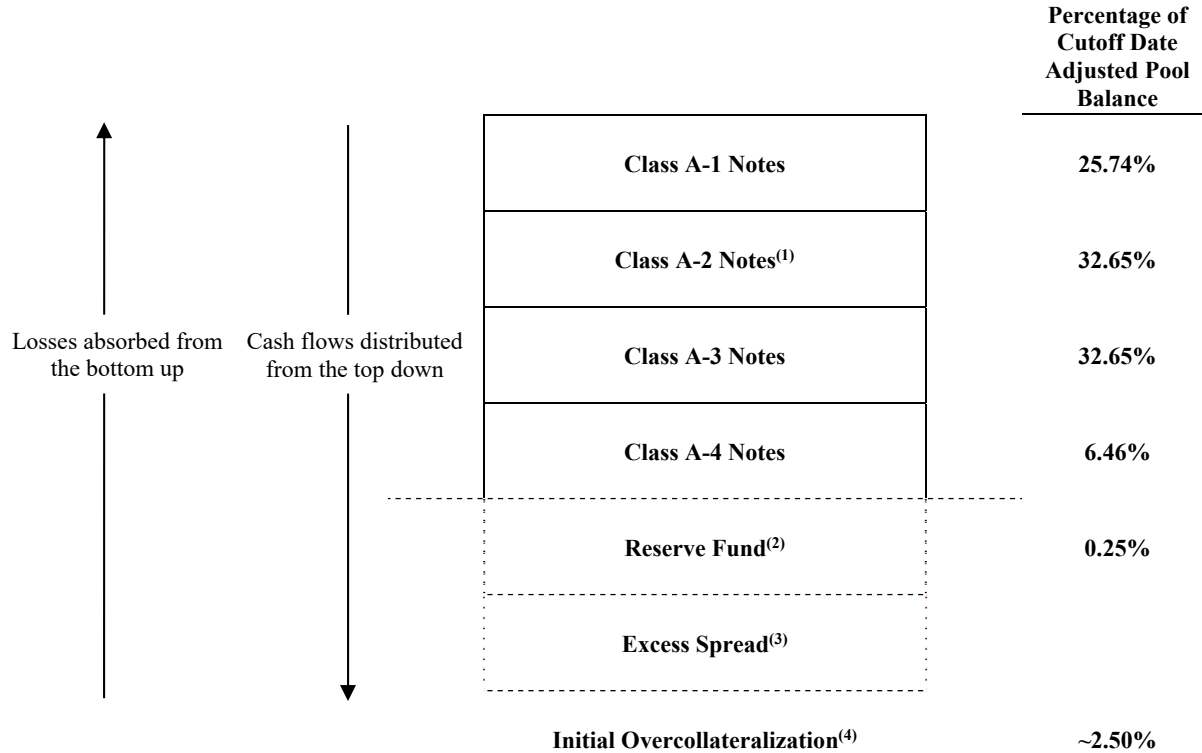 Percentage of
Cutoff Date
Adjusted Pool
Balance
Class A-1 Notes 25.74%
Class A-2 Notes(1) 32.65%
Losses absorbed from
the bottom up
Cash flows distributed
from the top down
Class A-3 Notes 32.65%
Class A-4 Notes 6.46%
Reserve Fund(2) 0.25%
Excess Spread(3)
Initial Overcollateralization(4) ~2.50%